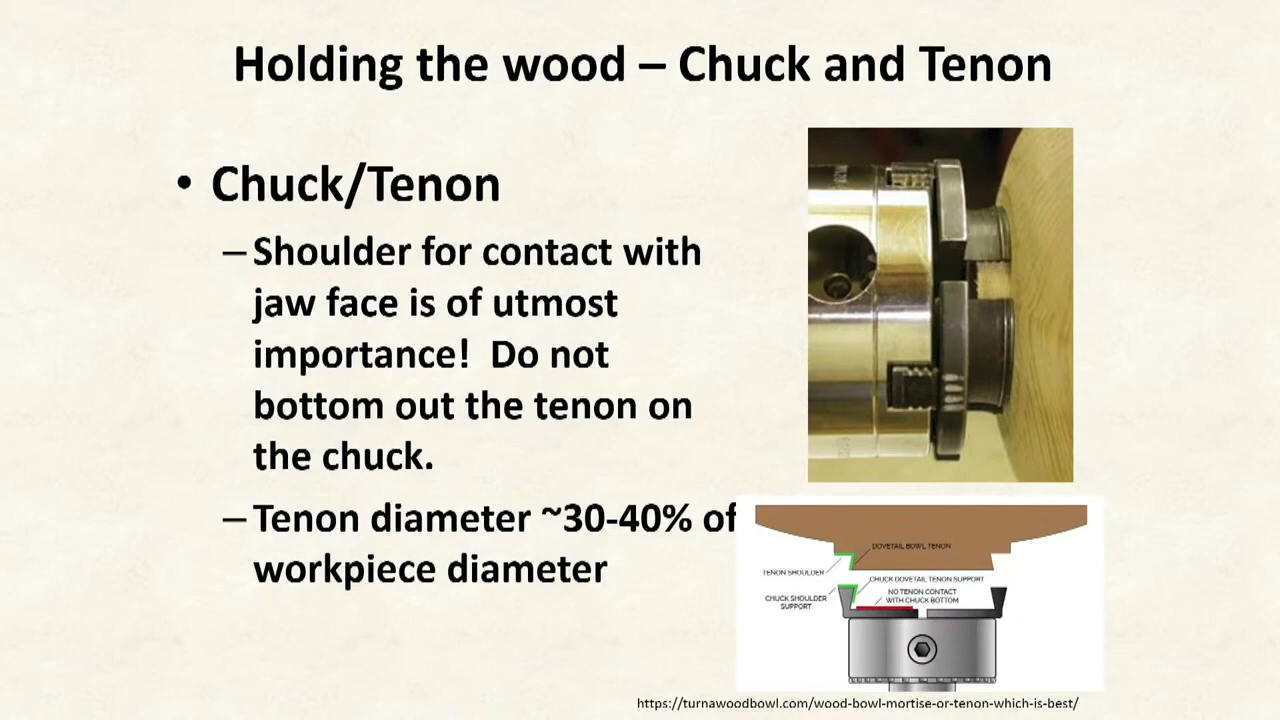 Holding the wood – Chuck and Tenon
• Chuck/Tenon
– Shoulder for contact with
jaw face is of utmost
importance!  Do not
bottom out the tenon on
the chuck.
– Tenon diameter ~30-40% of
workpiece diameter
DOVETAIL BOWL TENON
TENON SHOULDER
CHUCK DOVETAIL TENON SUPPORT
NO TENON CONTACT
WITH CHUCK BOTTOM
CHUCK SHOULDER
SUPPORT
https://turnawoodbowl.com/wood-bowl-mortise-or-tenon-which-is-best/